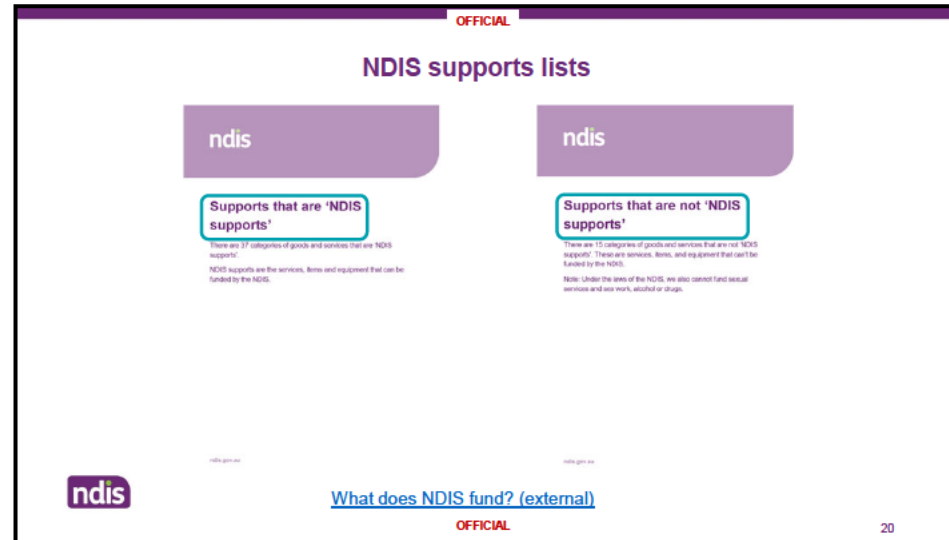 OFFICIAL
NDIS supports lists
ndis
Supports that are ‘NDIS
supports’
There are 37 categories of goods and services that are ‘NDIS
supports’.
NDIS supports are the services, items and equipment that can be
funded by the NDIS.
ndis.gov.au
ndis
Supports that are not ‘NDIS
supports’
There are 15 categories of goods and services that are not ‘NDIS
supports’. These are services, items, and equipment that can't be
funded by the NDIS.
Note: Under the laws of the NDIS, we also cannot fund sexual
services and sex work, alcohol or drugs.
ndis.gov.au
ndis
What does NDIS fund? (external)
OFFICIAL
20